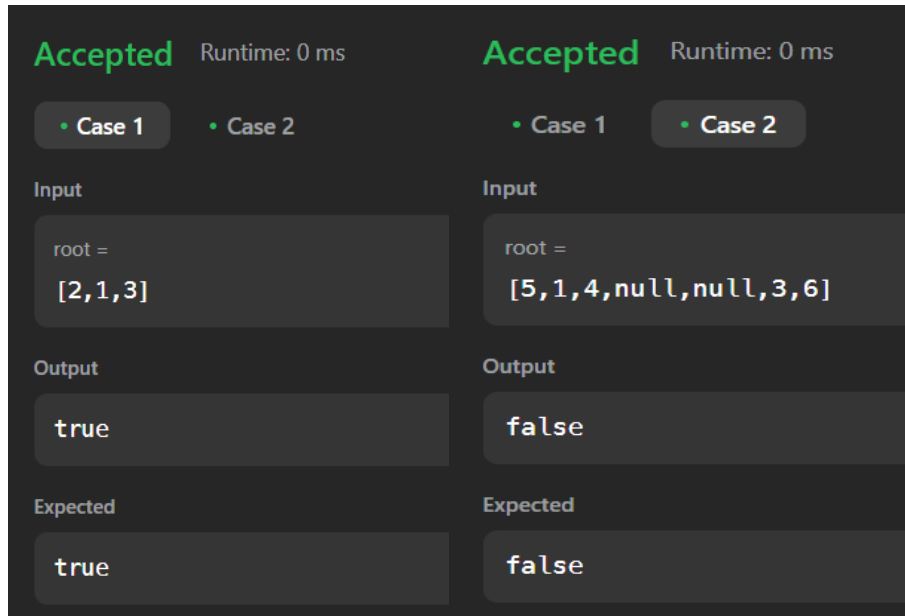 Accepted Runtime: 0 ms
• Case 1 • Case 2
Input
root =
[2,1,3]
Output
true
Expected
true
Accepted Runtime: 0 ms
• Case 1 • Case 2
Input
root =
[5,1,4,null,null,3,6]
Output
false
Expected
false